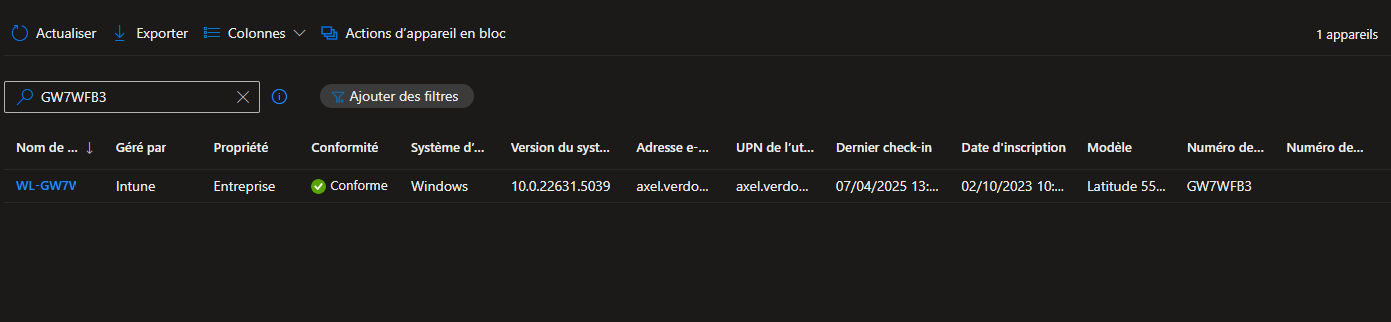 Actualiser Exporter Colonnes Actions d'appareil en bloc 1 appareils
GW7WFB3 Ajouter des filtres
Nom de ... Géré par Propriété Conformité Système d'... Version du syst... Adresse e-... UPN de l'ut... Dernier check-in Date d'inscription Modèle Numéro de... Numéro de...
WL-GW7W Intune Entreprise Conforme Windows 10.0.22631.5039 axel.verdo... axel.verdo... 07/04/2025 13:... 02/10/2023 10:... Latitude 55... GW7WFB3